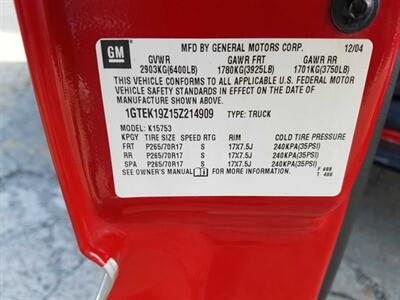 GM
MFD BY GENERAL MOTORS CORP. 12/04
GVWR GAWR FRT GAWR RR
2903KG(6400LB) 1780KG(3925LB) 1701KG(3750LB)
THIS VEHICLE CONFORMS TO ALL APPLICABLE U.S. FEDERAL MOTOR
VEHICLE SAFETY STANDARDS IN EFFECT ON THE DATE OF
MANUFACTURE SHOWN ABOVE.
1GTEK19Z15Z214909 TYPE: TRUCK
MODEL: K15753
KPGY TIRE SIZE SPEED RTG RIM COLD TIRE PRESSURE
FRT P265/70R17 S 17X7.5J 240KPA(35PSI)
RR P265/70R17 S 17X7.5J 240KPA(35PSI)
SPA P265/70R17 S 17X7.5J 240KPA(35PSI)
SEE OWNER'S MANUAL FOR MORE INFORMATION. F 488
T 488